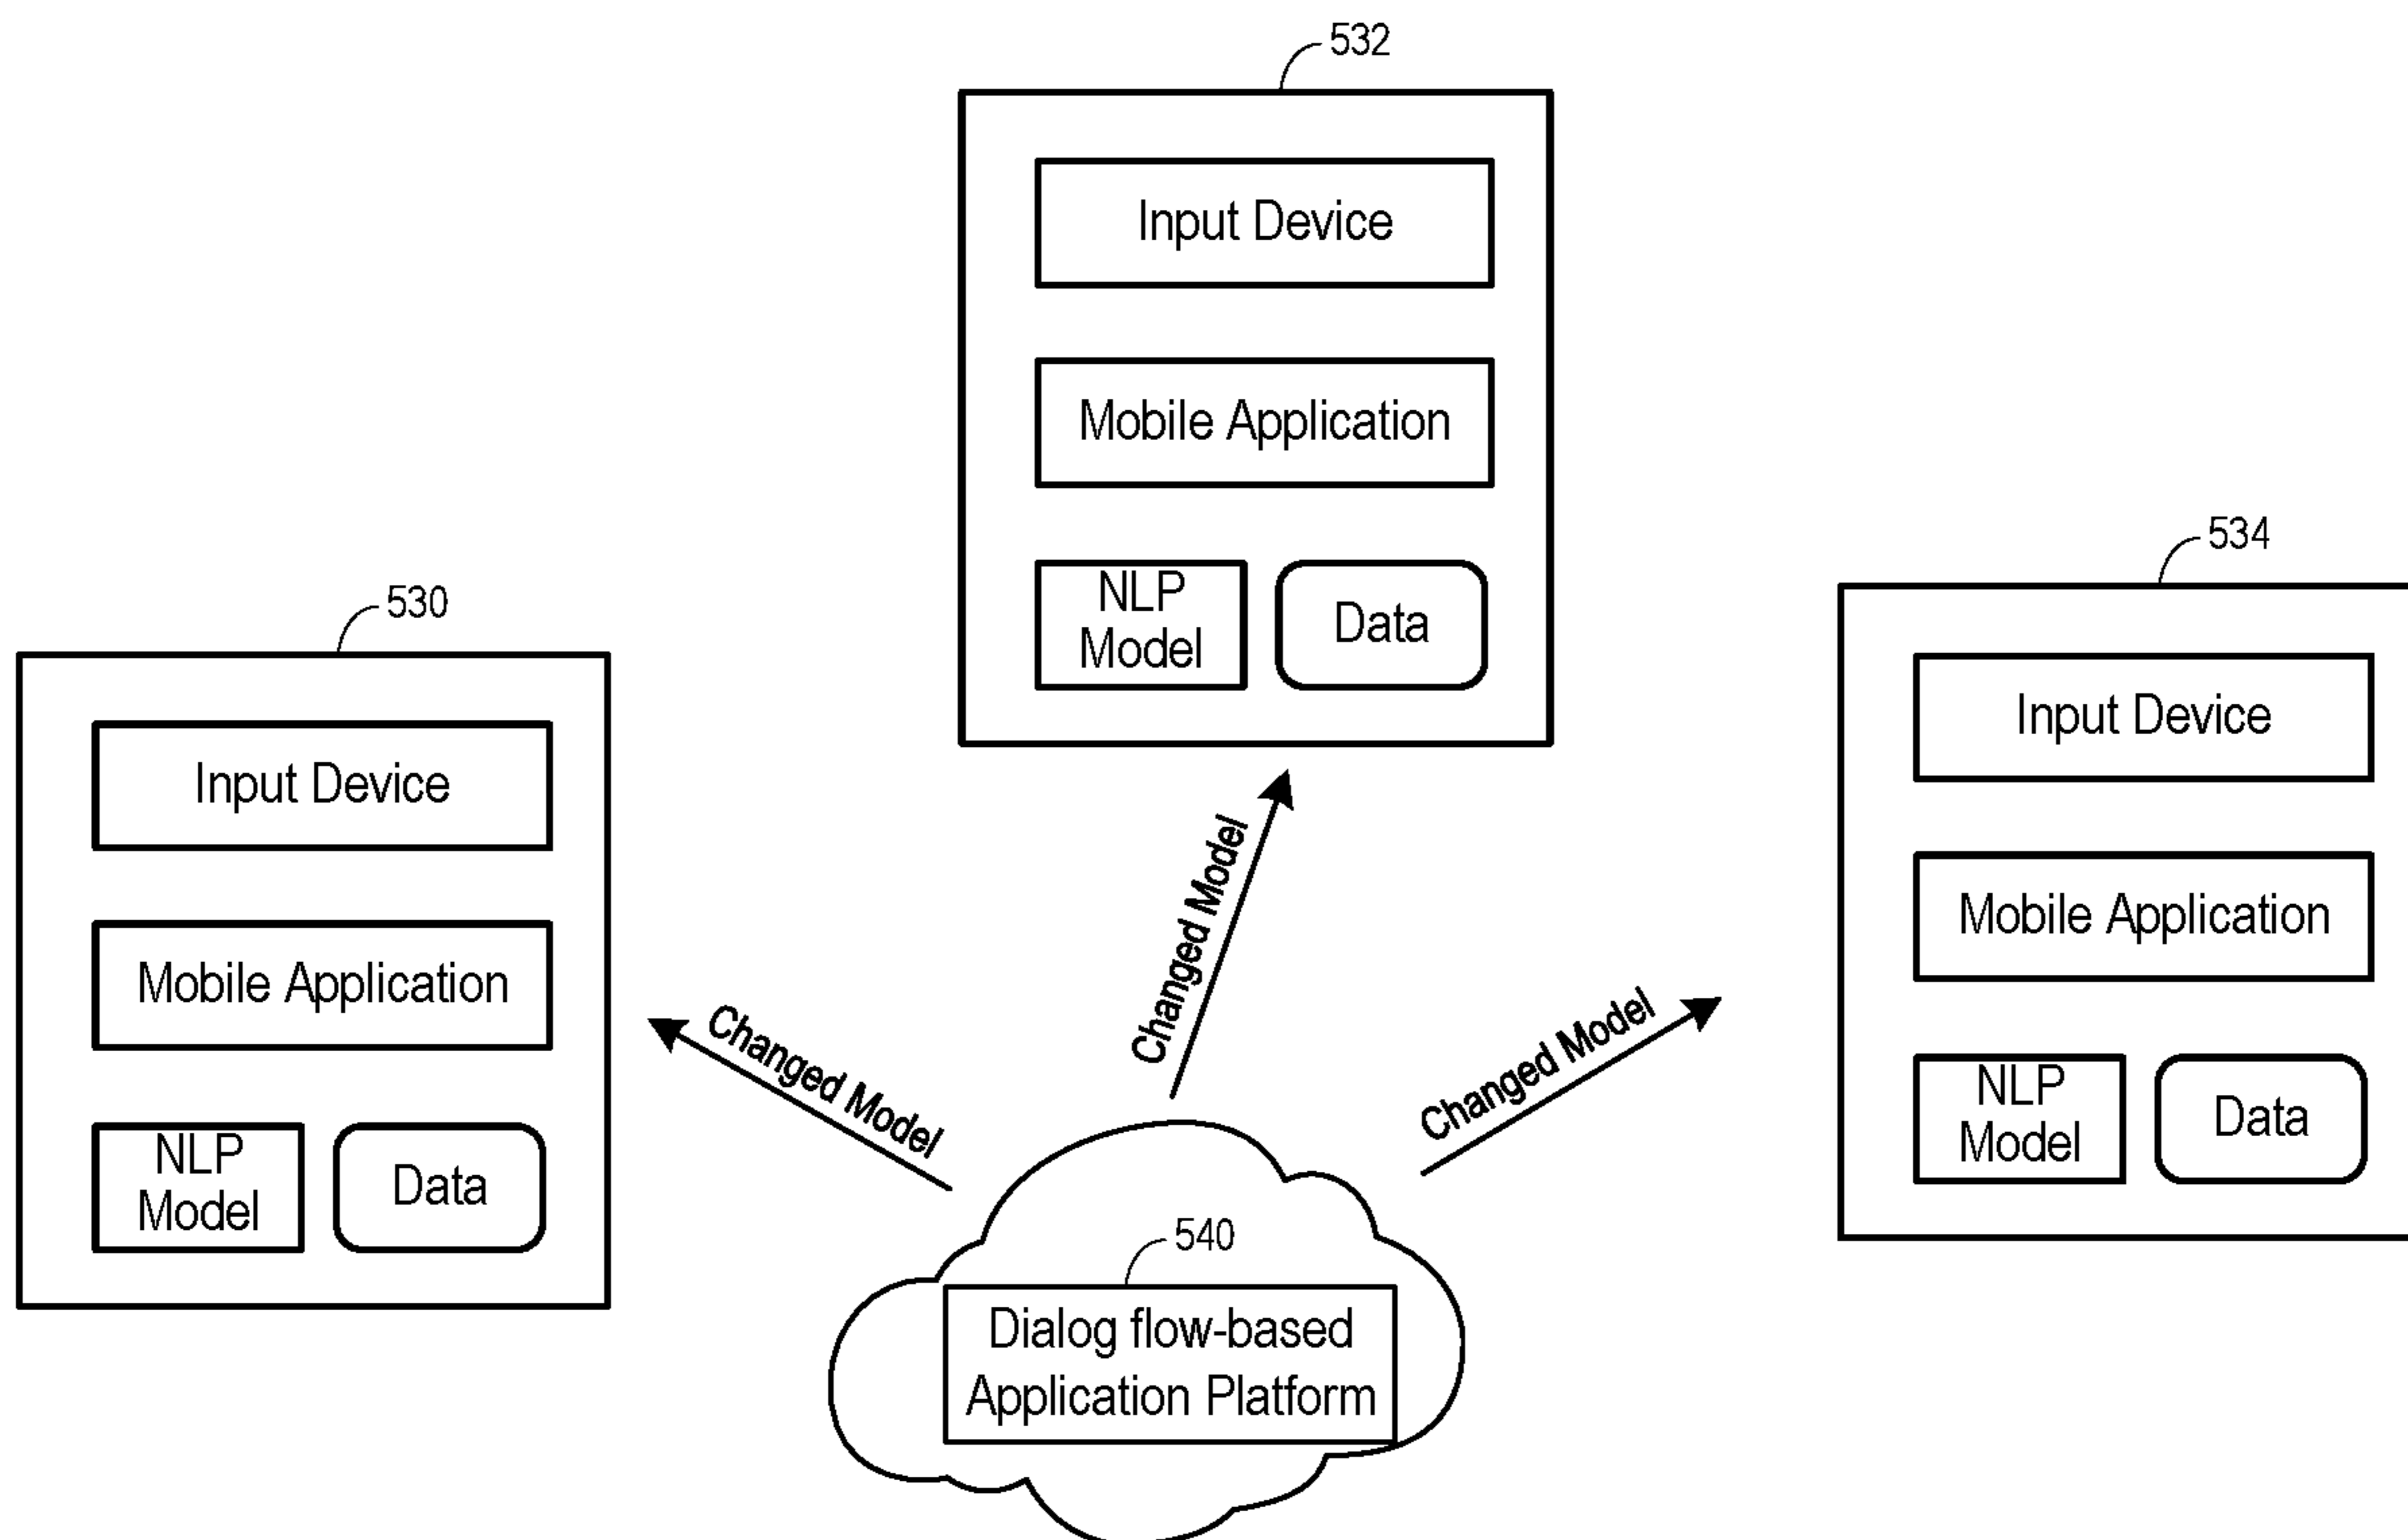 532
Input Device
Mobile Application
NLP
Model
Data
530
Input Device
Mobile Application
NLP
Model
Data
534
Input Device
Mobile Application
NLP
Model
Data
Changed Model
Changed Model
Changed Model
540
Dialog flow-based
Application Platform